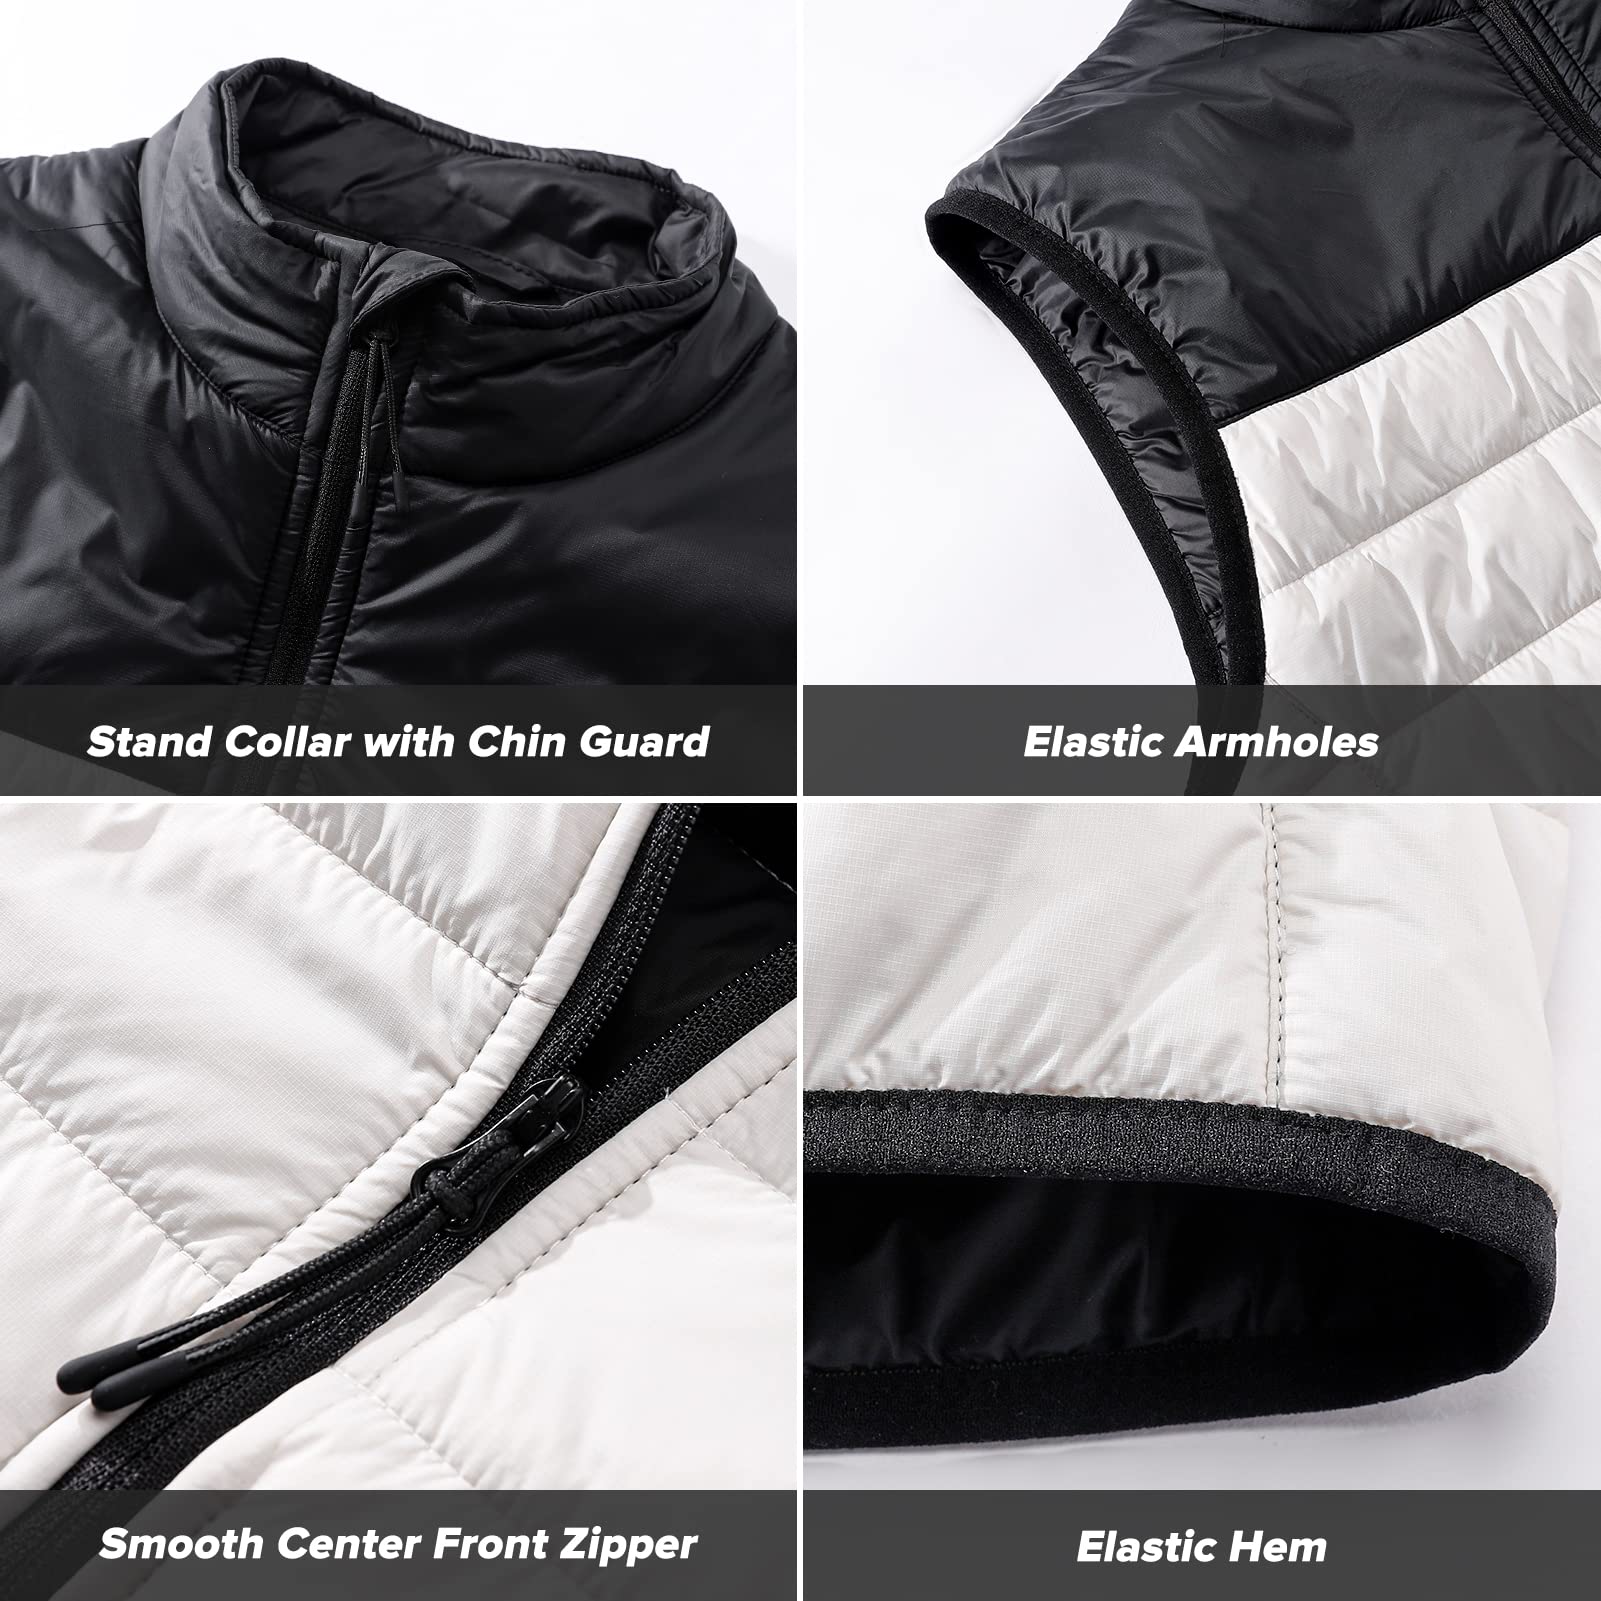 Stand Collar with Chin Guard
Elastic Armholes
Smooth Center Front Zipper
Elastic Hem